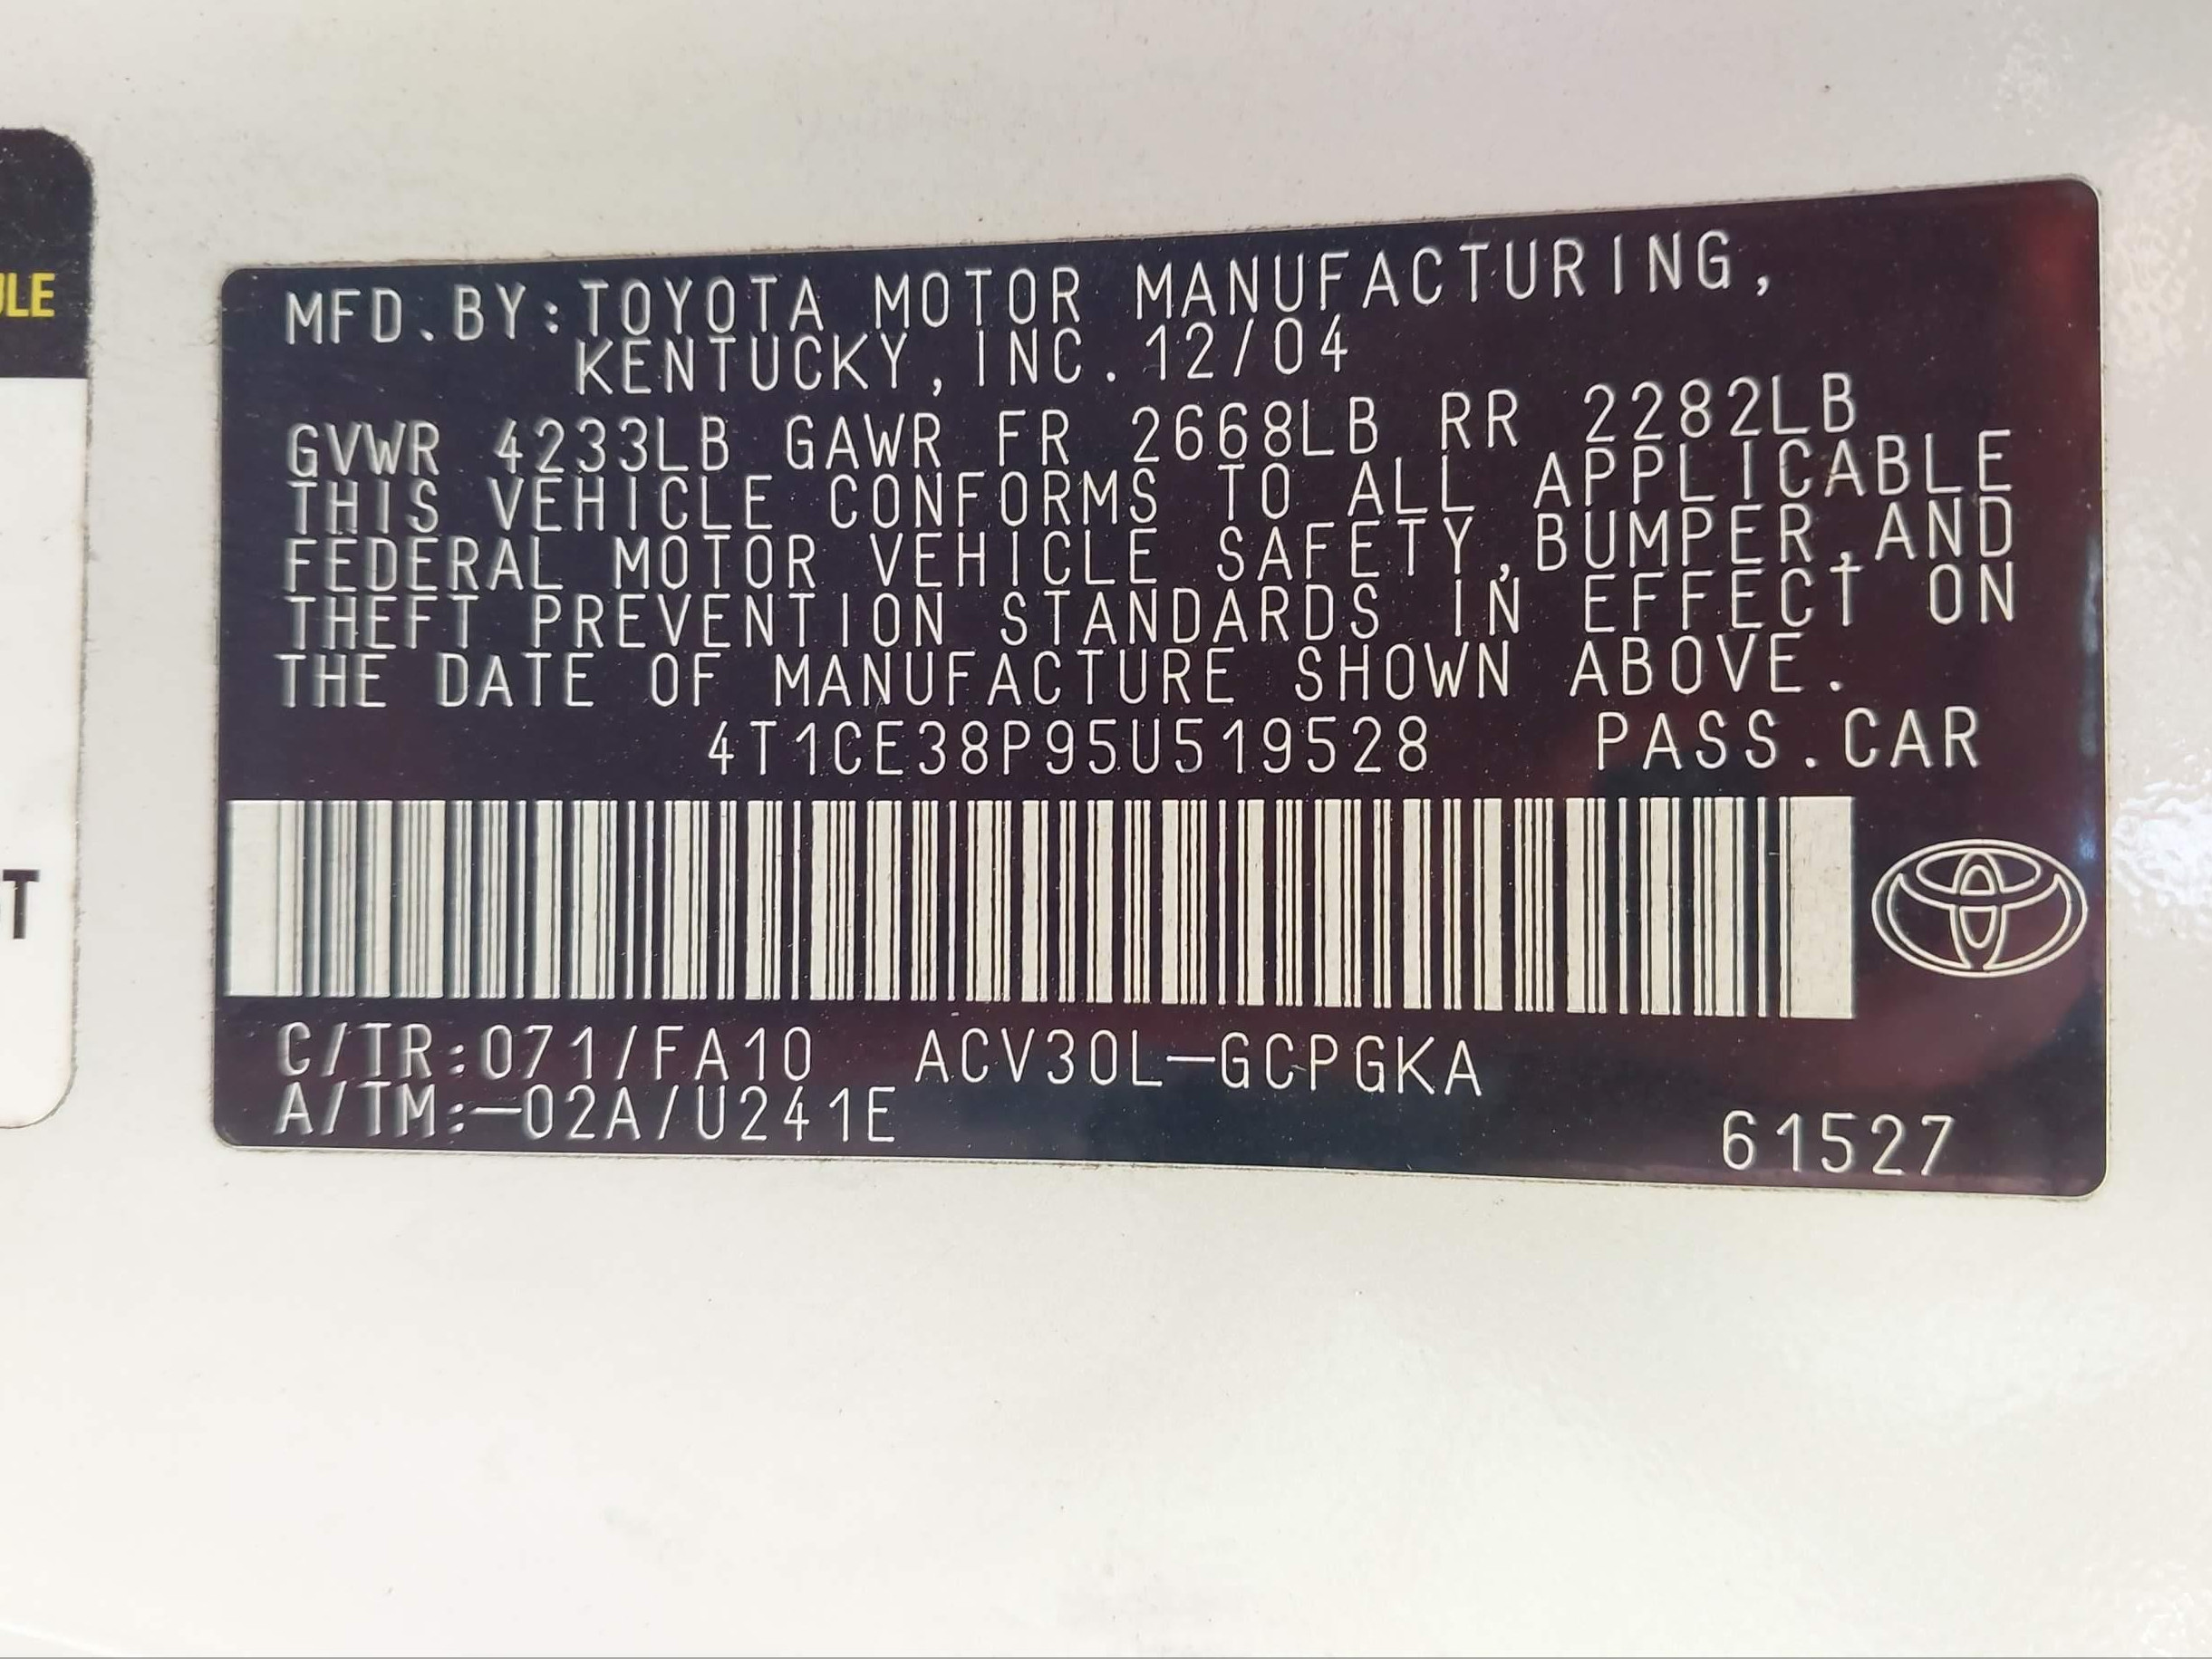 MFD.BY:TOYOTA MOTOR MANUFACTURING,
KENTUCKY, INC. 12/04
GVWR 4233LB GAWR FR 2668LB RR 2282LB
THIS VEHICLE CONFORMS TO ALL APPLICABLE
FEDERAL MOTOR VEHICLE SAFETY,BUMPER,AND
THEFT PREVENTION STANDARDS IN EFFECT ON
THE DATE OF MANUFACTURE SHOWN ABOVE.
4T1CE38P95U519528 PASS.CAR
C/TR:071/FA10 ACV30L-GCPGKA
A/TM:-02A/U241E
61527